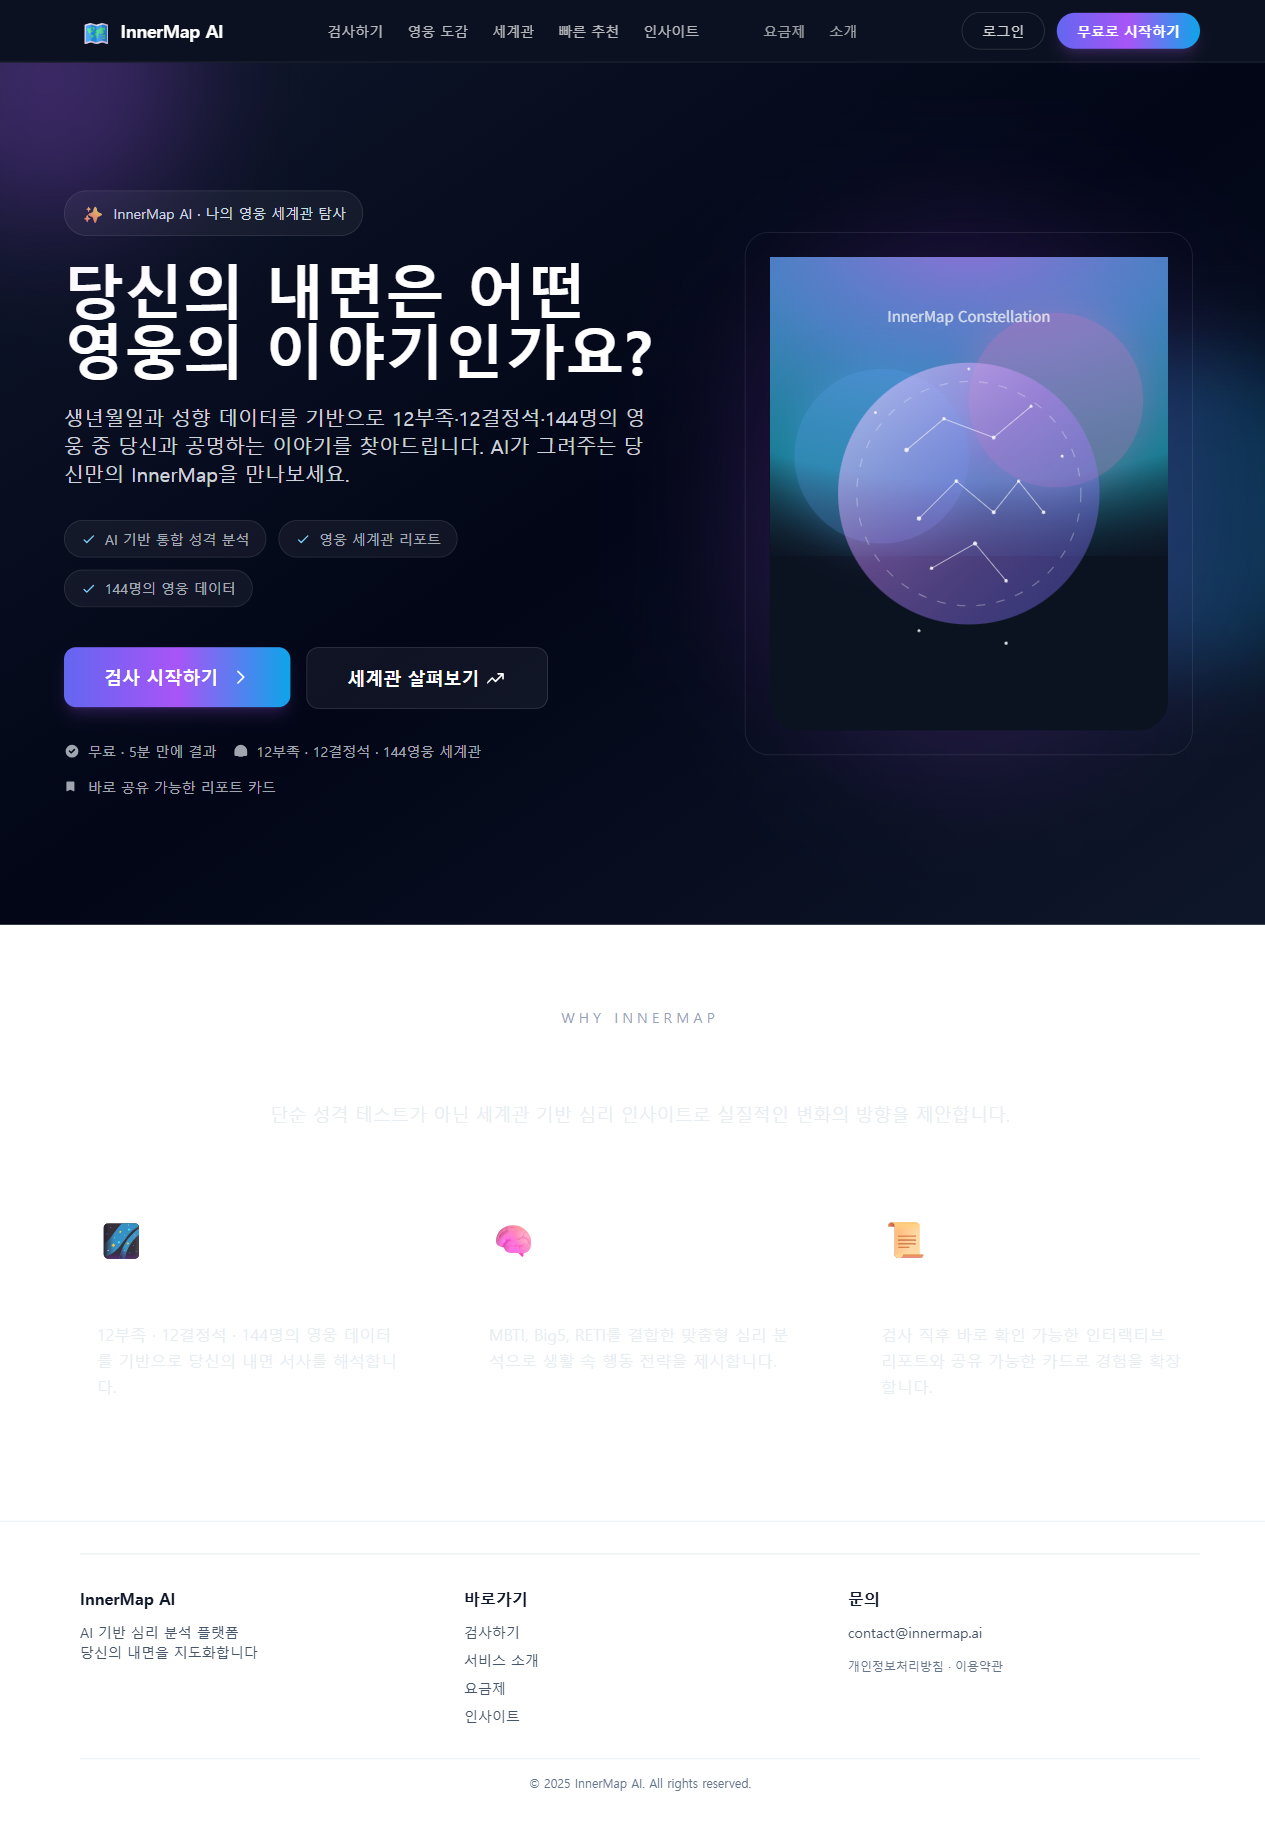 InnerMap AI
검사하기
영웅 도감
세계관
빠른 추천
인사이트
요금제
소개
로그인
무료로 시작하기
InnerMap AI · 나의 영웅 세계관 탐사
당신의 내면은 어떤
영웅의 이야기인가요?
생년월일과 성향 데이터를 기반으로 12부족·12결정석·144명의 영
웅 중 당신과 공명하는 이야기를 찾아드립니다. AI가 그려주는 당
신만의 InnerMap을 만나보세요.
AI 기반 통합 성격 분석
영웅 세계관 리포트
144명의 영웅 데이터
검사 시작하기
세계관 살펴보기
무료 · 5분 만에 결과
12부족 · 12결정석 · 144영웅 세계관
바로 공유 가능한 리포트 카드
InnerMap Constellation
WHY INNERMAP
단순 성격 테스트가 아닌 세계관 기반 심리 인사이트로 실질적인 변화의 방향을 제안합니다.
12부족 · 12결정석 · 144명의 영웅 데이터
를 기반으로 당신의 내면 서사를 해석합니
다.
MBTI, Big5, RETI를 결합한 맞춤형 심리 분
석으로 생활 속 행동 전략을 제시합니다.
검사 직후 바로 확인 가능한 인터랙티브
리포트와 공유 가능한 카드로 경험을 확장
합니다.
InnerMap AI
AI 기반 심리 분석 플랫폼
당신의 내면을 지도화합니다
바로가기
검사하기
서비스 소개
요금제
인사이트
문의
contact@innermap.ai
개인정보처리방침 · 이용약관
© 2025 InnerMap AI. All rights reserved.